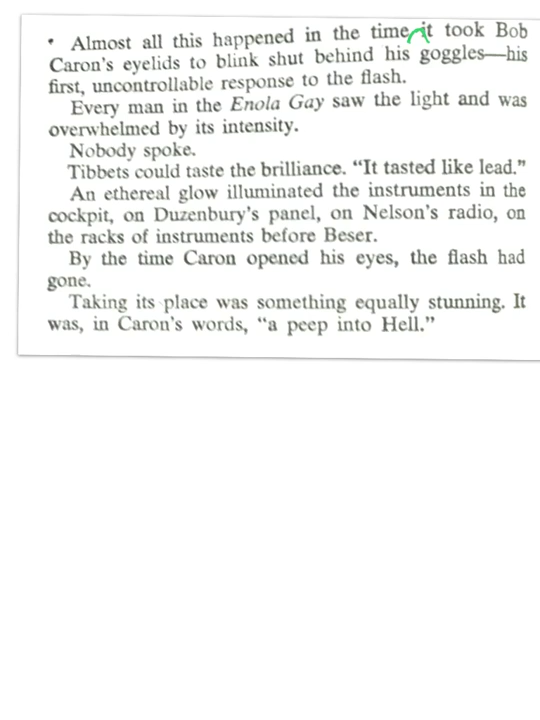 • Almost all this happened in the time it took Bob
Caron's eyelids to blink shut behind his goggles—his
first, uncontrollable response to the flash.
Every man in the Enola Gay saw the light and was
overwhelmed by its intensity.
Nobody spoke.
Tibbets could taste the brilliance. “It tasted like lead.”
An ethereal glow illuminated the instruments in the
cockpit, on Duzenbury's panel, on Nelson's radio, on
the racks of instruments before Beser.
By the time Caron opened his eyes, the flash had
gone.
Taking its place was something equally stunning. It
was, in Caron's words, “a peep into Hell.”